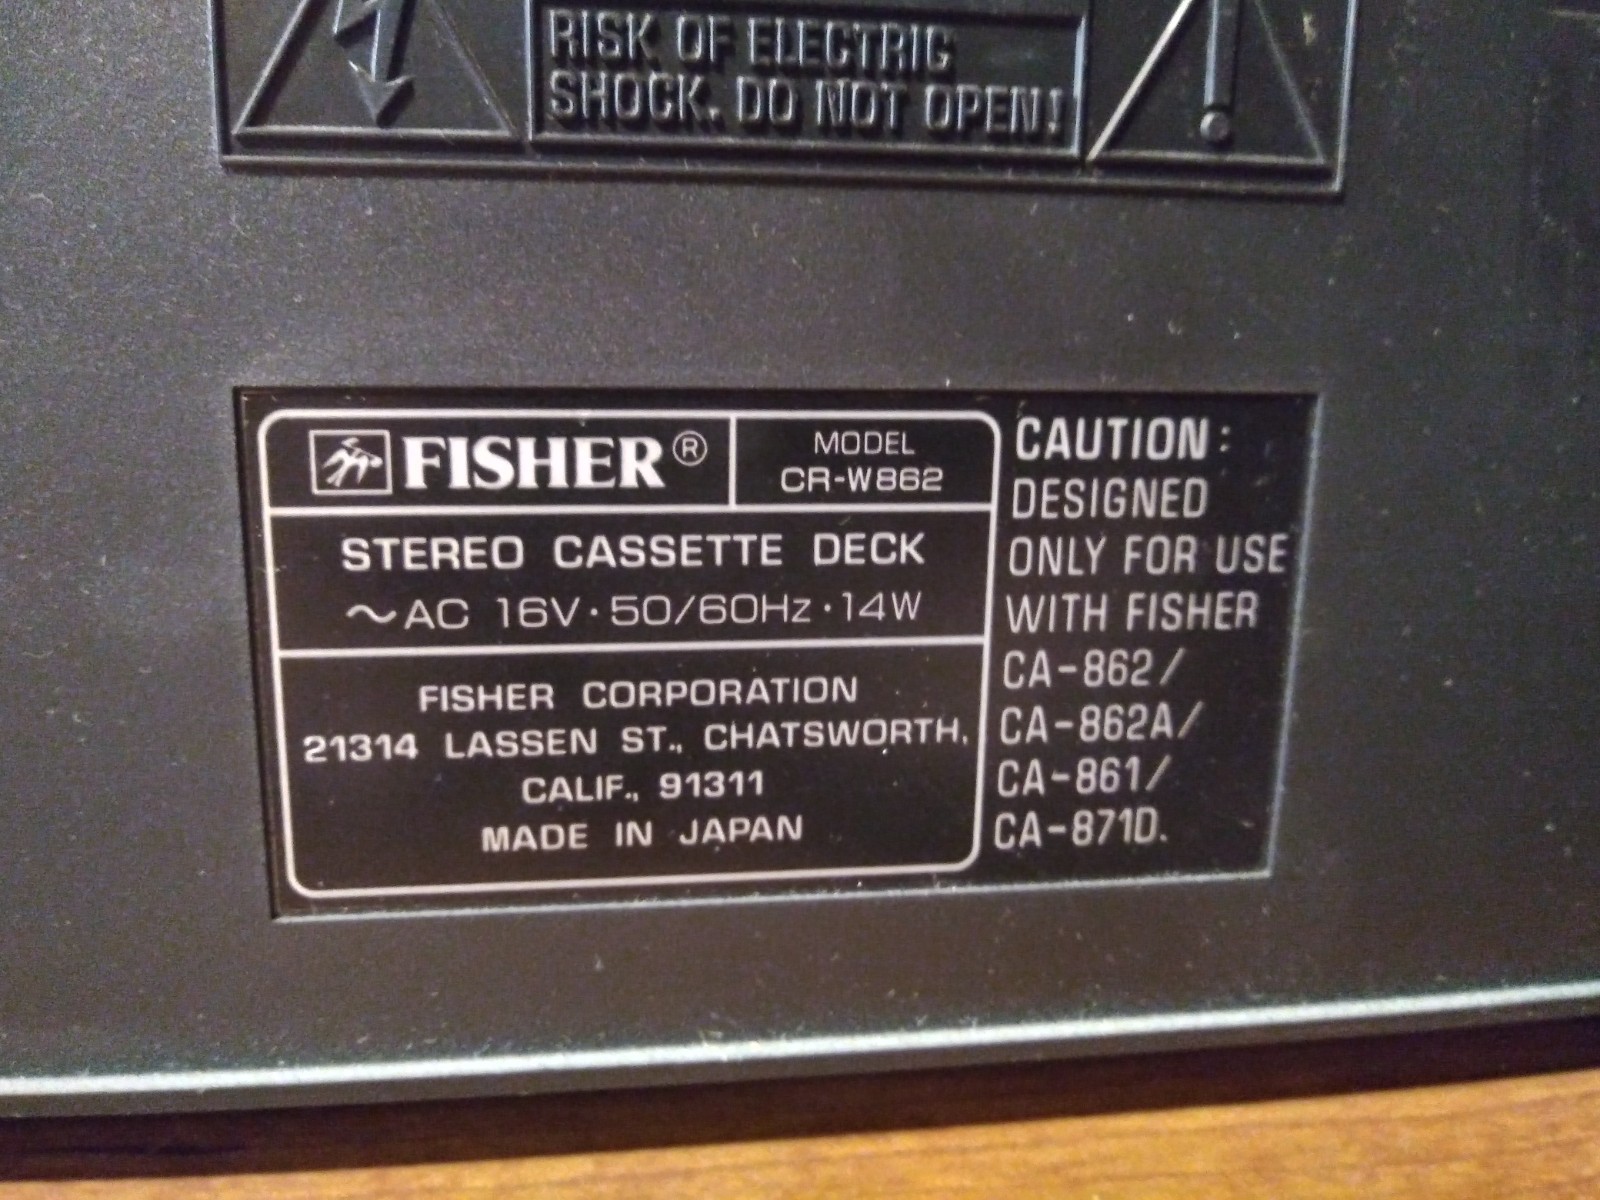 RISK OF ELECTRIC
SHOCK. DO NOT OPEN!
FISHER®
MODEL
CR-W862
STEREO CASSETTE DECK
~AC 16V·50/60Hz·14W
FISHER CORPORATION
21314 LASSEN ST., CHATSWORTH,
CALIF., 91311
MADE IN JAPAN
CAUTION:
DESIGNED
ONLY FOR USE
WITH FISHER
CA-862/
CA-862A/
CA-861/
CA-871D.